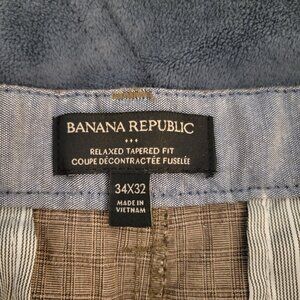 BANANA REPUBLIC
RELAXED TAPERED FIT
COUPE DÉCONTRACTÉE FUSELÉE
34X32
MADE IN
VIETNAM